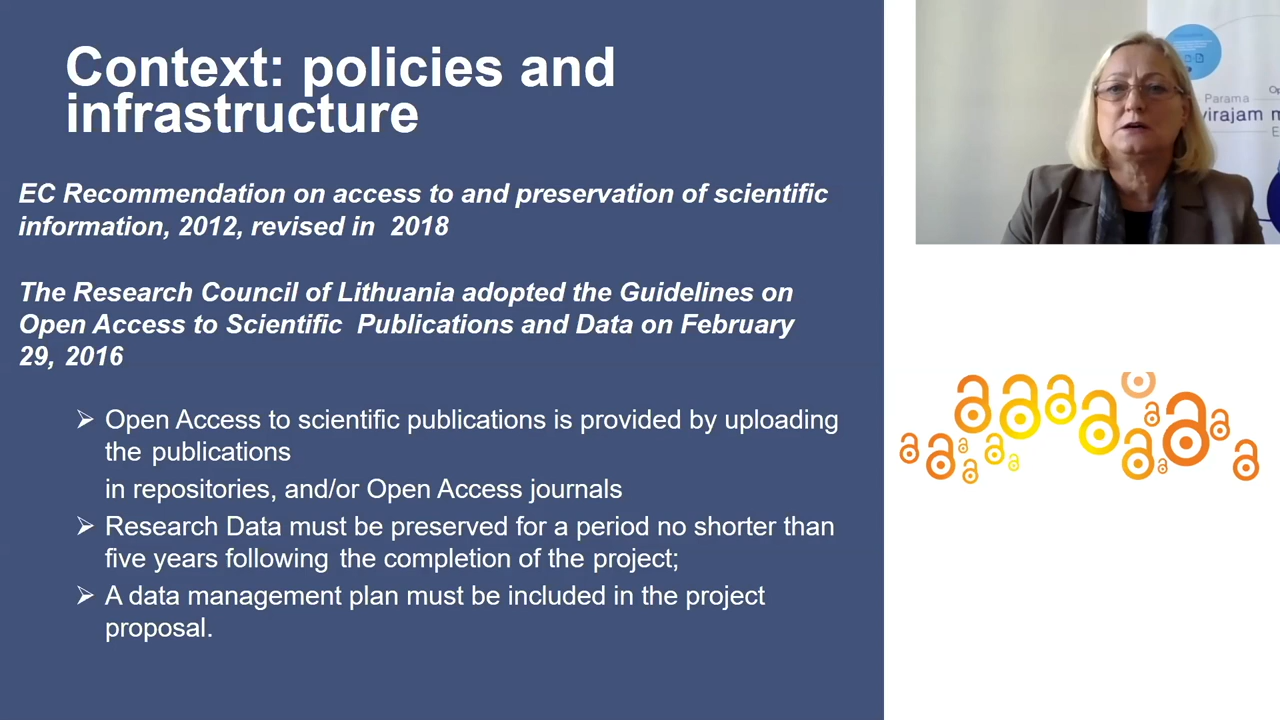 Context: policies and
infrastructure
EC Recommendation on access to and preservation of scientific
information, 2012, revised in 2018
The Research Council of Lithuania adopted the Guidelines on
Open Access to Scientific Publications and Data on February
29, 2016
➢ Open Access to scientific publications is provided by uploading
the publications
in repositories, and/or Open Access journals
➢ Research Data must be preserved for a period no shorter than
five years following the completion of the project;
➢ A data management plan must be included in the project
proposal.
Parama